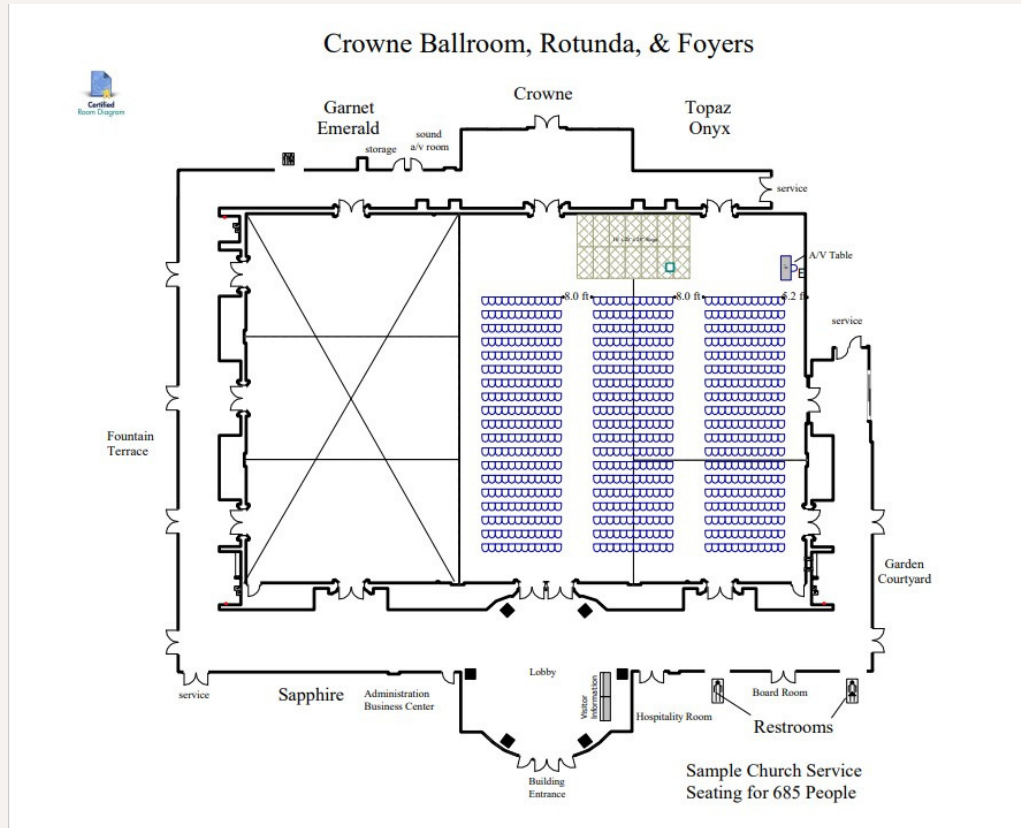 Crowne Ballroom, Rotunda, & Foyers
Certified
Room Diagram
Garnet
Emerald
Crowne
Topaz
Onyx
storage
sound
a/v room
service
A/V Table
E
8.0 ft
8.0 ft
5.2 ft
service
Fountain
Terrace
Garden
Courtyard
service
Sapphire
Administration
Business Center
Lobby
Visitor
Information
Hospitality Room
Board Room
Restrooms
Building
Entrance
Sample Church Service
Seating for 685 People